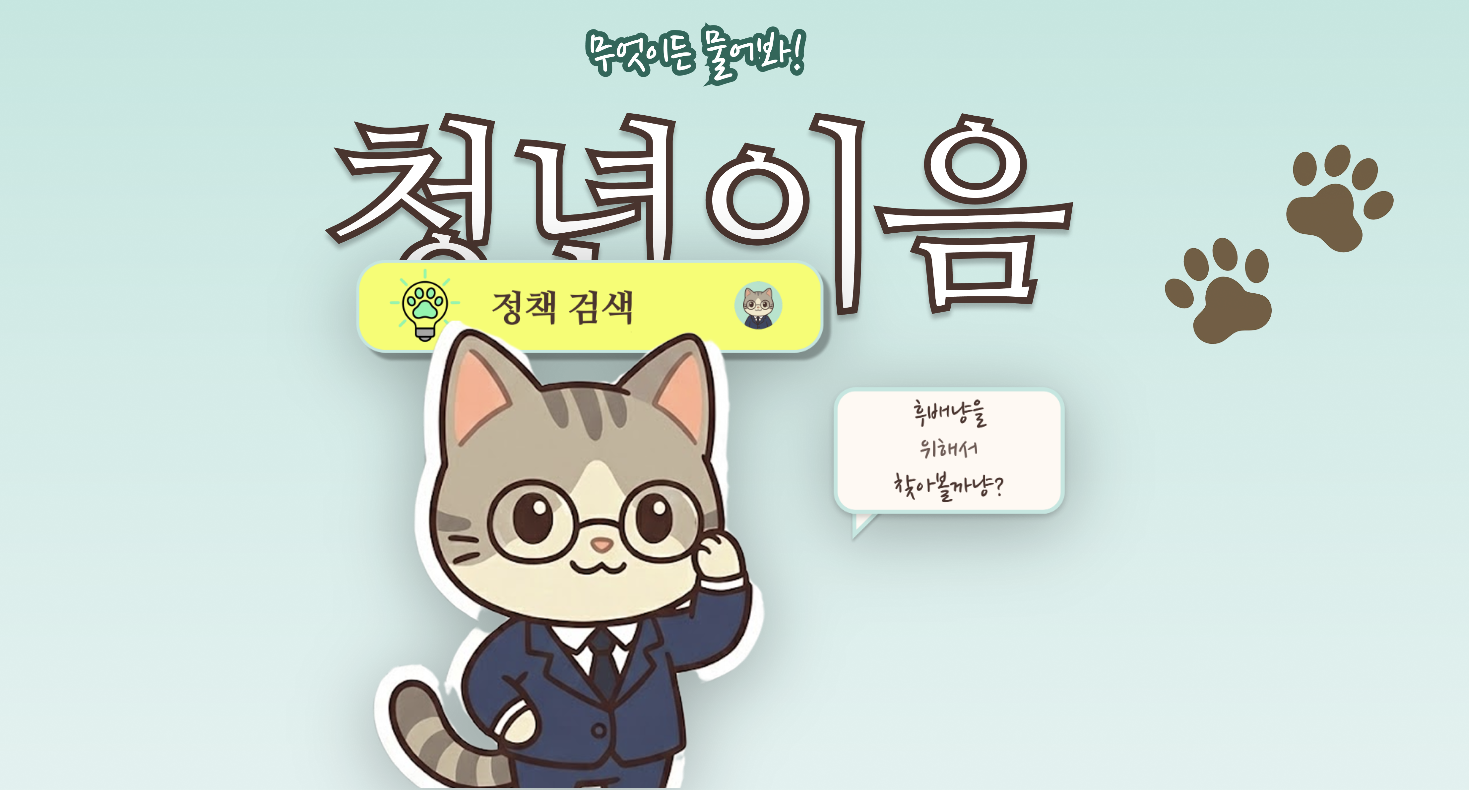 무엇이든 물어봐!
청년이음
정책 검색
후배냥을
위해서
찾아볼까냥?